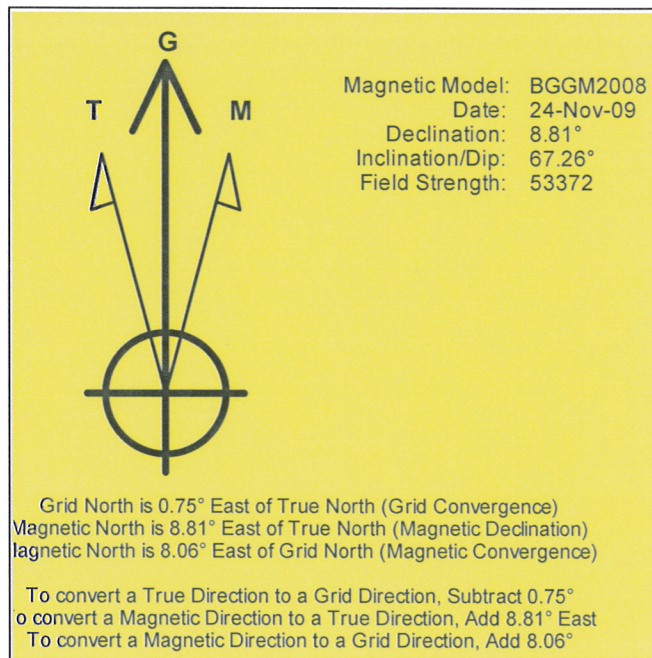 G
T
M
Magnetic Model: BGGM2008
Date: 24-Nov-09
Declination: 8.81°
Inclination/Dip: 67.26°
Field Strength: 53372
Grid North is 0.75° East of True North (Grid Convergence)
Magnetic North is 8.81° East of True North (Magnetic Declination)
lagnetic North is 8.06° East of Grid North (Magnetic Convergence)
To convert a True Direction to a Grid Direction, Subtract 0.75°
o convert a Magnetic Direction to a True Direction, Add 8.81° East
To convert a Magnetic Direction to a Grid Direction, Add 8.06°